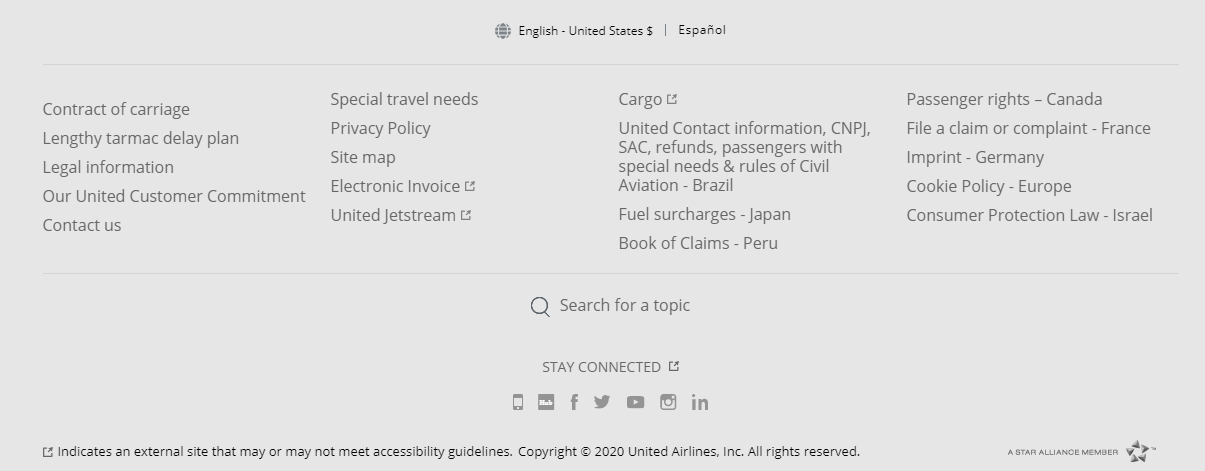 English - United States $ | Español
Contract of carriage
Lengthy tarmac delay plan
Legal information
Our United Customer Commitment
Contact us
Special travel needs
Privacy Policy
Site map
Electronic Invoice
United Jetstream
Cargo
United Contact information, CNPJ,
SAC, refunds, passengers with
special needs & rules of Civil
Aviation - Brazil
Fuel surcharges - Japan
Book of Claims - Peru
Passenger rights – Canada
File a claim or complaint - France
Imprint - Germany
Cookie Policy - Europe
Consumer Protection Law - Israel
Search for a topic
STAY CONNECTED
Hub
Indicates an external site that may or may not meet accessibility guidelines. Copyright © 2020 United Airlines, Inc. All rights reserved.
A STAR ALLIANCE MEMBER ™